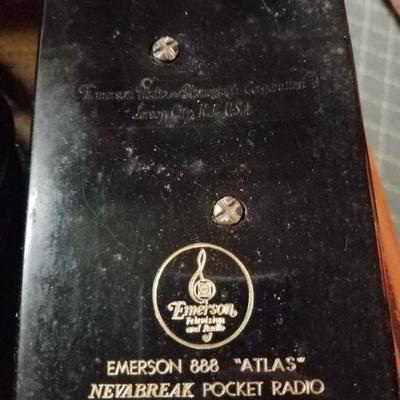 Emerson Radio and Phonograph Corporation
Jersey City, N.J., U.S.A.
Emerson
Television
and Radio
EMERSON 888 "ATLAS"
NEVABREAK POCKET RADIO